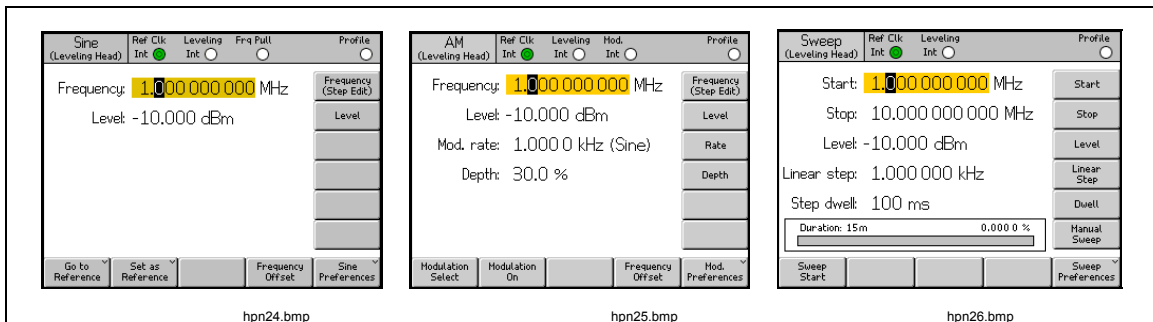 Sine
(Leveling Head)
Ref Clk Leveling Frq Pull
Int Int
Profile
Frequency: 1.000 000 000 MHz
Level: -10.000 dBm
Frequency
(Step Edit)
Level
Go to
Reference
Set as
Reference
Frequency
Offset
Sine
Preferences
hpn24.bmp
AM
(Leveling Head)
Ref Clk Leveling Mod.
Int Int Int
Profile
Frequency: 1.000 000 000 MHz
Level: -10.000 dBm
Mod. rate: 1.000 0 kHz (Sine)
Depth: 30.0 %
Frequency
(Step Edit)
Level
Rate
Depth
Modulation
Select
Modulation
On
Frequency
Offset
Mod.
Preferences
hpn25.bmp
Sweep
(Leveling Head)
Ref Clk Leveling
Int Int
Profile
Start: 1.000 000 000 MHz
Stop: 10.000 000 000 MHz
Level: -10.000 dBm
Linear step: 1.000 000 kHz
Step dwell: 100 ms
Duration: 15m 0.000 0 %
Start
Stop
Level
Linear
Step
Dwell
Manual
Sweep
Sweep
Start
Sweep
Preferences
hpn26.bmp